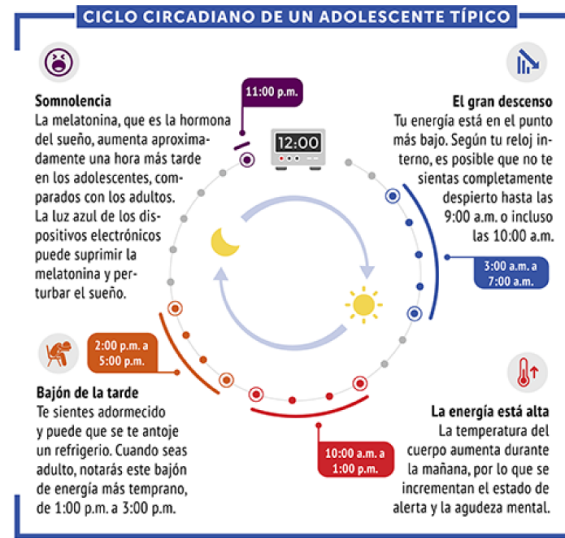 CICLO CIRCADIANO DE UN ADOLESCENTE TÍPICO
Somnolencia
La melatonina, que es la hormona
del sueño, aumenta aproxima-
damente una hora más tarde
en los adolescentes, com-
parados con los adultos.
La luz azul de los dis-
positivos electrónicos
puede suprimir la
melatonina y per-
turbar el sueño.
11:00 p.m.
12:00
El gran descenso
Tu energía está en el punto
más bajo. Según tu reloj in-
terno, es posible que no te
sientas completamente
despierto hasta las
9:00 a.m. o incluso
las 10:00 a.m.
3:00 a.m. a
7:00 a.m.
2:00 p.m. a
5:00 p.m.
Bajón de la tarde
Te sientes adormecido
y puede que se te antoje
un refrigerio. Cuando seas
adulto, notarás este bajón
de energía más temprano,
de 1:00 p.m. a 3:00 p.m.
10:00 a.m. a
1:00 p.m.
La energía está alta
La temperatura del
cuerpo aumenta durante
la mañana, por lo que se
incrementan el estado de
alerta y la agudeza mental.